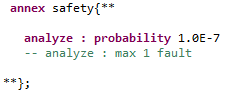 annex safety{**
analyze : probability 1.0E-7
-- analyze : max 1 fault
**};